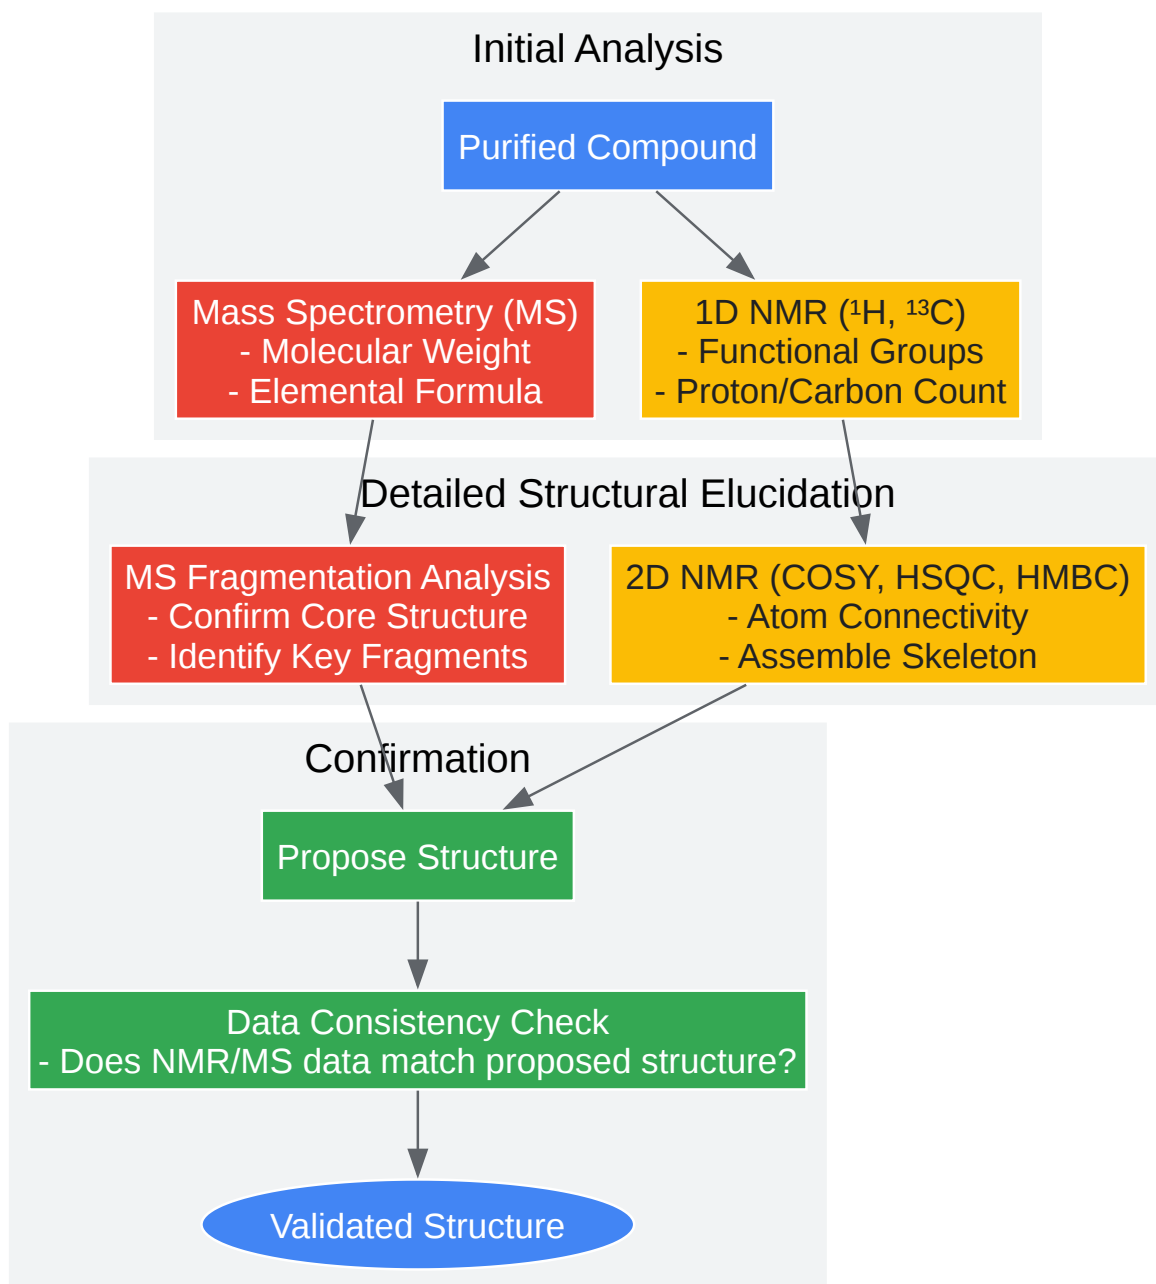 Initial Analysis
Purified Compound
Mass Spectrometry (MS)
- Molecular Weight
- Elemental Formula
1D NMR (¹H, ¹³C)
- Functional Groups
- Proton/Carbon Count
Detailed Structural Elucidation
MS Fragmentation Analysis
- Confirm Core Structure
- Identify Key Fragments
2D NMR (COSY, HSQC, HMBC)
- Atom Connectivity
- Assemble Skeleton
Confirmation
Propose Structure
Data Consistency Check
- Does NMR/MS data match proposed structure?
Validated Structure